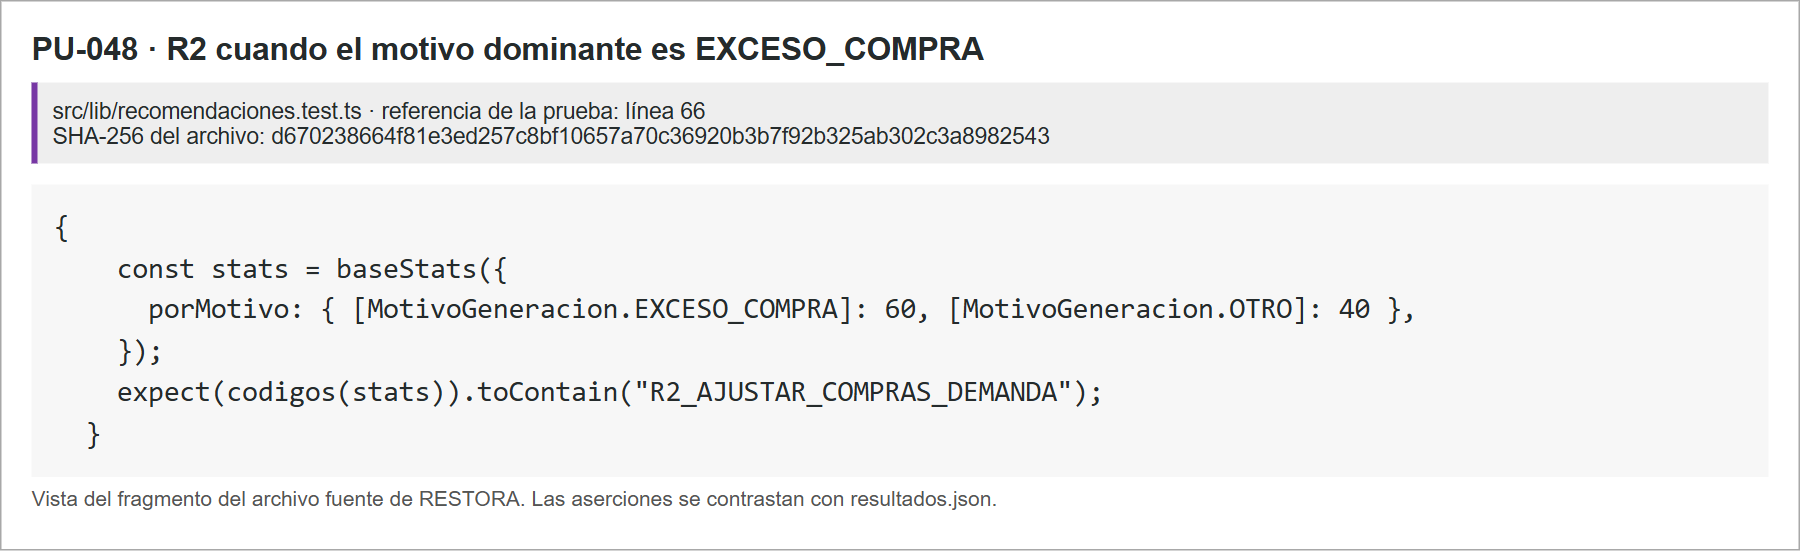 PU-048 · R2 cuando el motivo dominante es EXCESO_COMPRA
src/lib/recomendaciones.test.ts · referencia de la prueba: línea 66
SHA-256 del archivo: d670238664f81e3ed257c8bf10657a70c36920b3b7f92b325ab302c3a8982543
{
    const stats = baseStats({
      porMotivo: { [MotivoGeneracion.EXCESO_COMPRA]: 60, [MotivoGeneracion.OTRO]: 40 },
    });
    expect(codigos(stats)).toContain("R2_AJUSTAR_COMPRAS_DEMANDA");
  }
Vista del fragmento del archivo fuente de RESTORA. Las aserciones se contrastan con resultados.json.